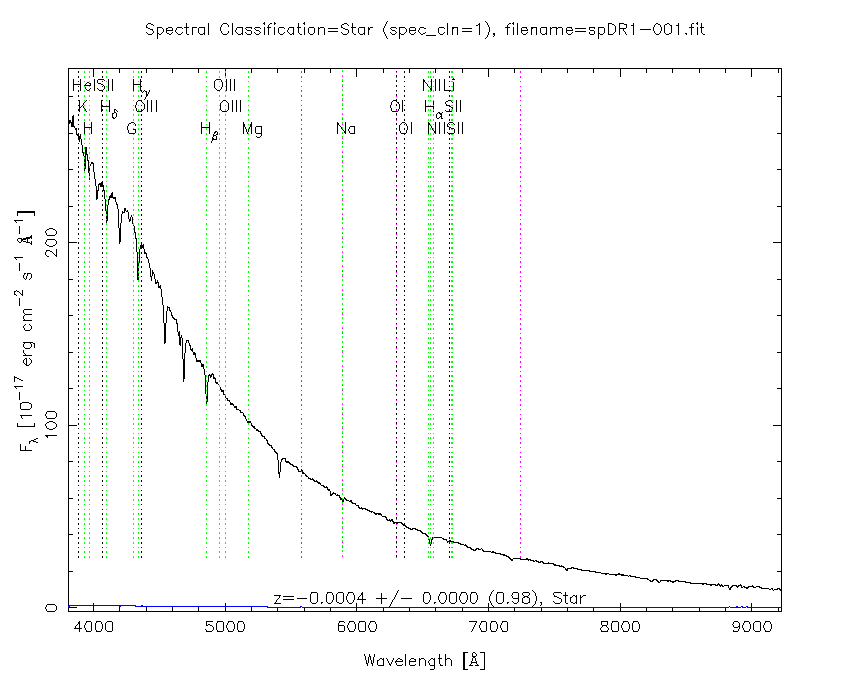 Spectral Classification=Star (spec_cln=1), filename=spDR1-001.fit
HeI SII Hγ OIII NII Li
K Hδ OIII OIII OI Hα SII
H G Hβ Mg Na OI NII SII
Fλ [10⁻¹⁷ erg cm⁻² s⁻¹ Å⁻¹]
200
100
0
z=-0.0004 +/- 0.0000 (0.98), Star
4000 5000 6000 7000 8000 9000
Wavelength [Å]